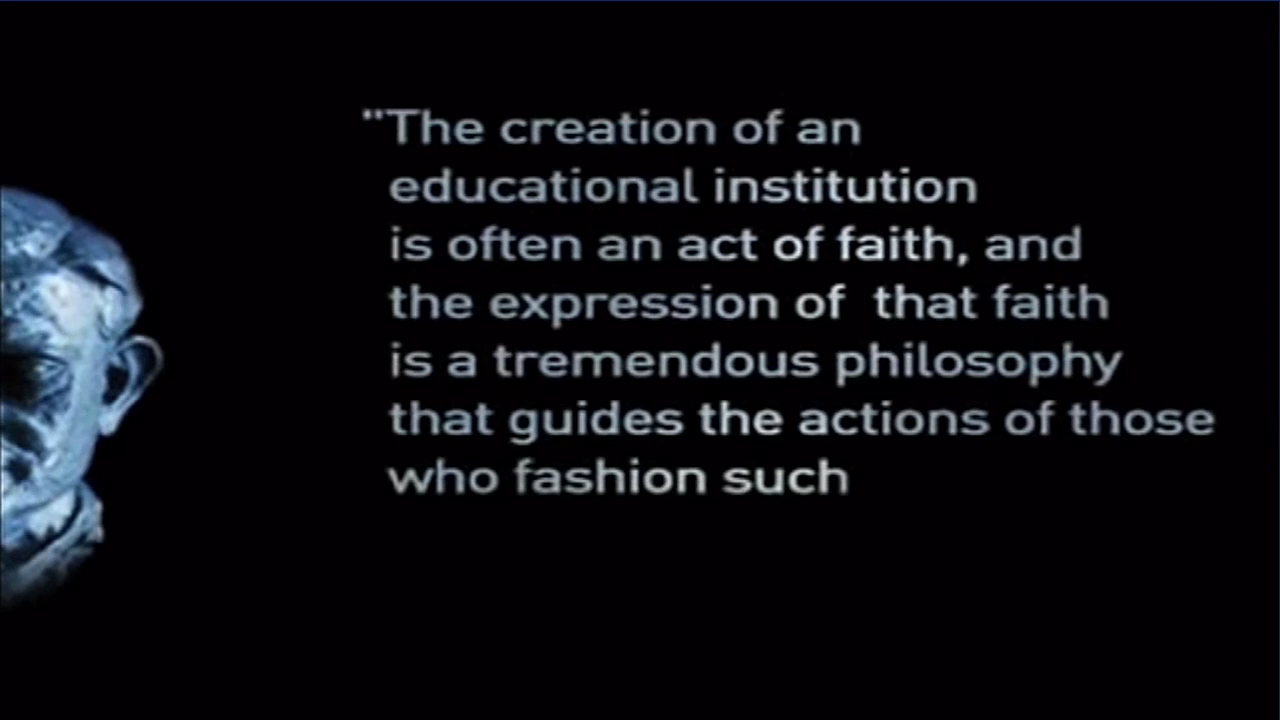 "The creation of an
educational institution
is often an act of faith, and
the expression of that faith
is a tremendous philosophy
that guides the actions of those
who fashion such